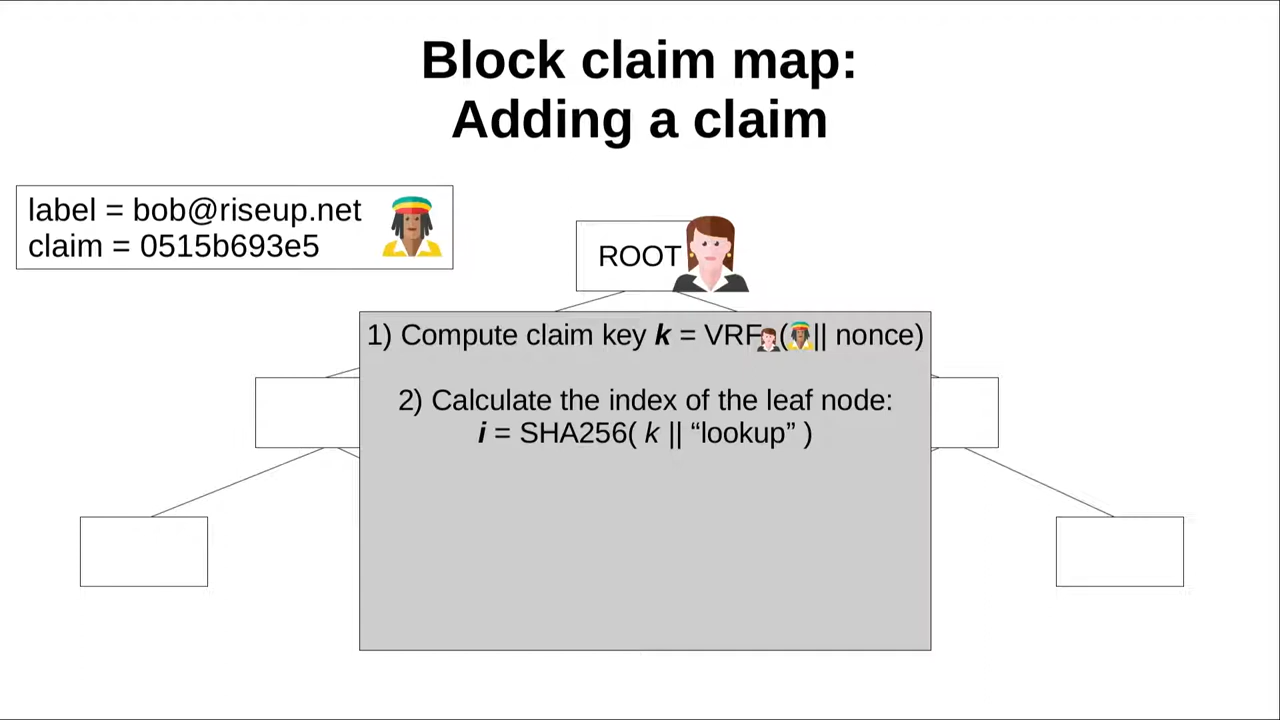 Block claim map:
Adding a claim
label = bob@riseup.net
claim = 0515b693e5
ROOT
1) Compute claim key k = VRF (|| nonce)
2) Calculate the index of the leaf node:
i = SHA256( k || “lookup” )